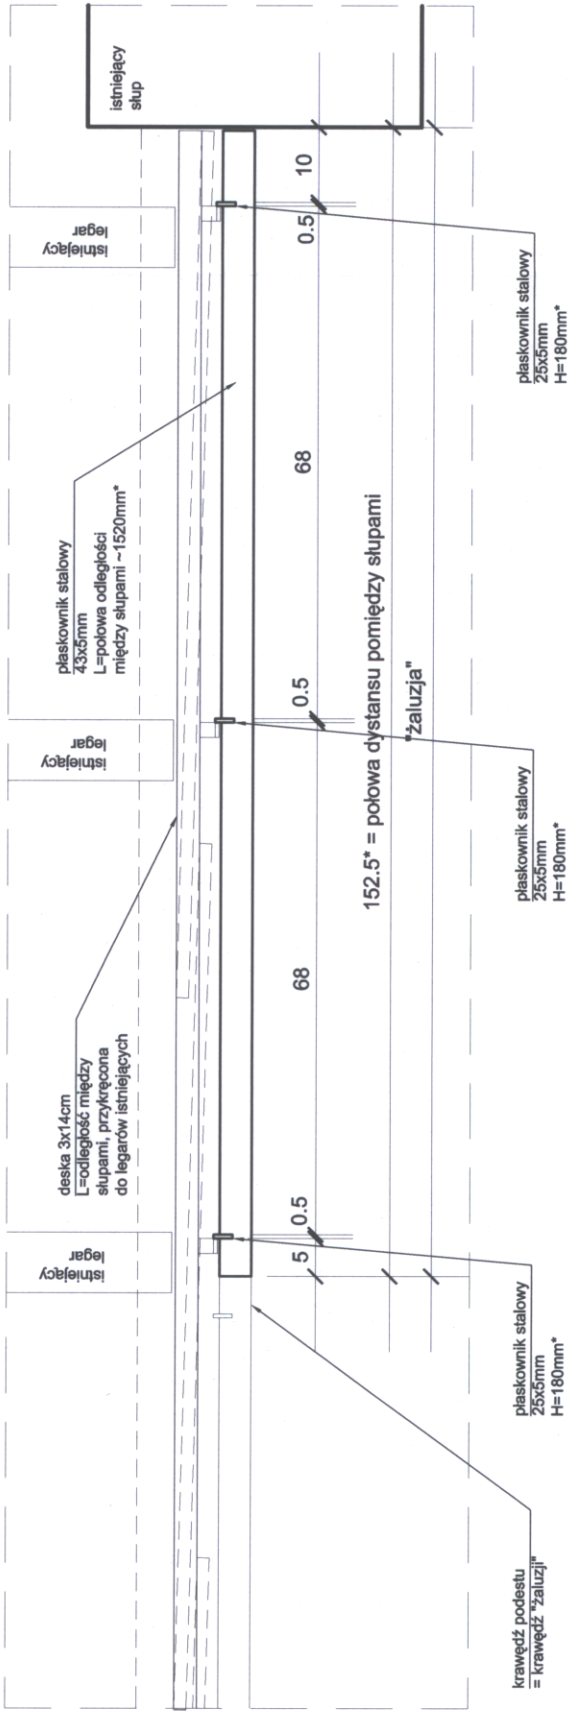 istniejący
słup
istniejący
legar
istniejący
legar
istniejący
legar
płaskownik stalowy
43x5mm
L=połowa odległości
między słupami ~1520mm*
deska 3x14cm
L=odległość między
słupami, przykręcona
do legarów istniejących
5
0.5
68
0.5
68
0.5
10
152.5* = połowa dystansu pomiędzy słupami
"żaluzja"
krawędź podestu
= krawędź "żaluzji"
płaskownik stalowy
25x5mm
H=180mm*
płaskownik stalowy
25x5mm
H=180mm*
płaskownik stalowy
25x5mm
H=180mm*